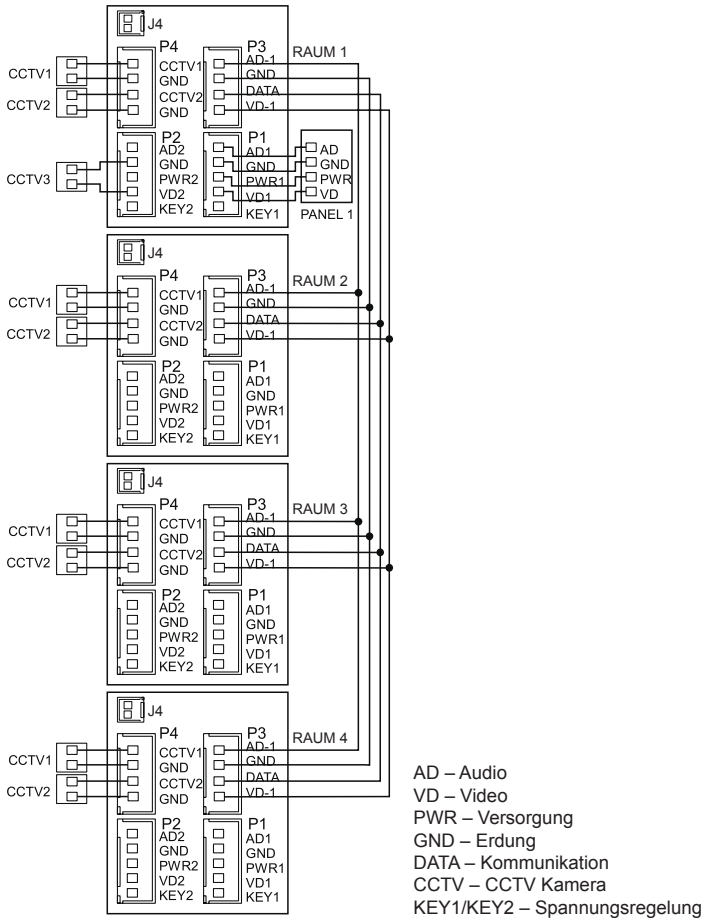 J4
P4
P3
RAUM 1
CCTV1
AD-1
CCTV1
GND
GND
CCTV2
DATA
CCTV2
GND
VD-1
P2
P1
AD2
AD1
AD
GND
GND
GND
CCTV3
PWR2
PWR1
PWR
VD2
VD1
VD
KEY2
KEY1
PANEL 1
J4
P4
P3
RAUM 2
CCTV1
AD-1
CCTV1
GND
GND
CCTV2
DATA
CCTV2
GND
VD-1
P2
P1
AD2
AD1
GND
GND
PWR2
PWR1
VD2
VD1
KEY2
KEY1
J4
P4
P3
RAUM 3
CCTV1
AD-1
CCTV1
GND
GND
CCTV2
DATA
CCTV2
GND
VD-1
P2
P1
AD2
AD1
GND
GND
PWR2
PWR1
VD2
VD1
KEY2
KEY1
J4
P4
P3
RAUM 4
CCTV1
AD-1
CCTV1
GND
GND
CCTV2
DATA
CCTV2
GND
VD-1
P2
P1
AD2
AD1
GND
GND
PWR2
PWR1
VD2
VD1
KEY2
KEY1
AD – Audio
VD – Video
PWR – Versorgung
GND – Erdung
DATA – Kommunikation
CCTV – CCTV Kamera
KEY1/KEY2 – Spannungsregelung